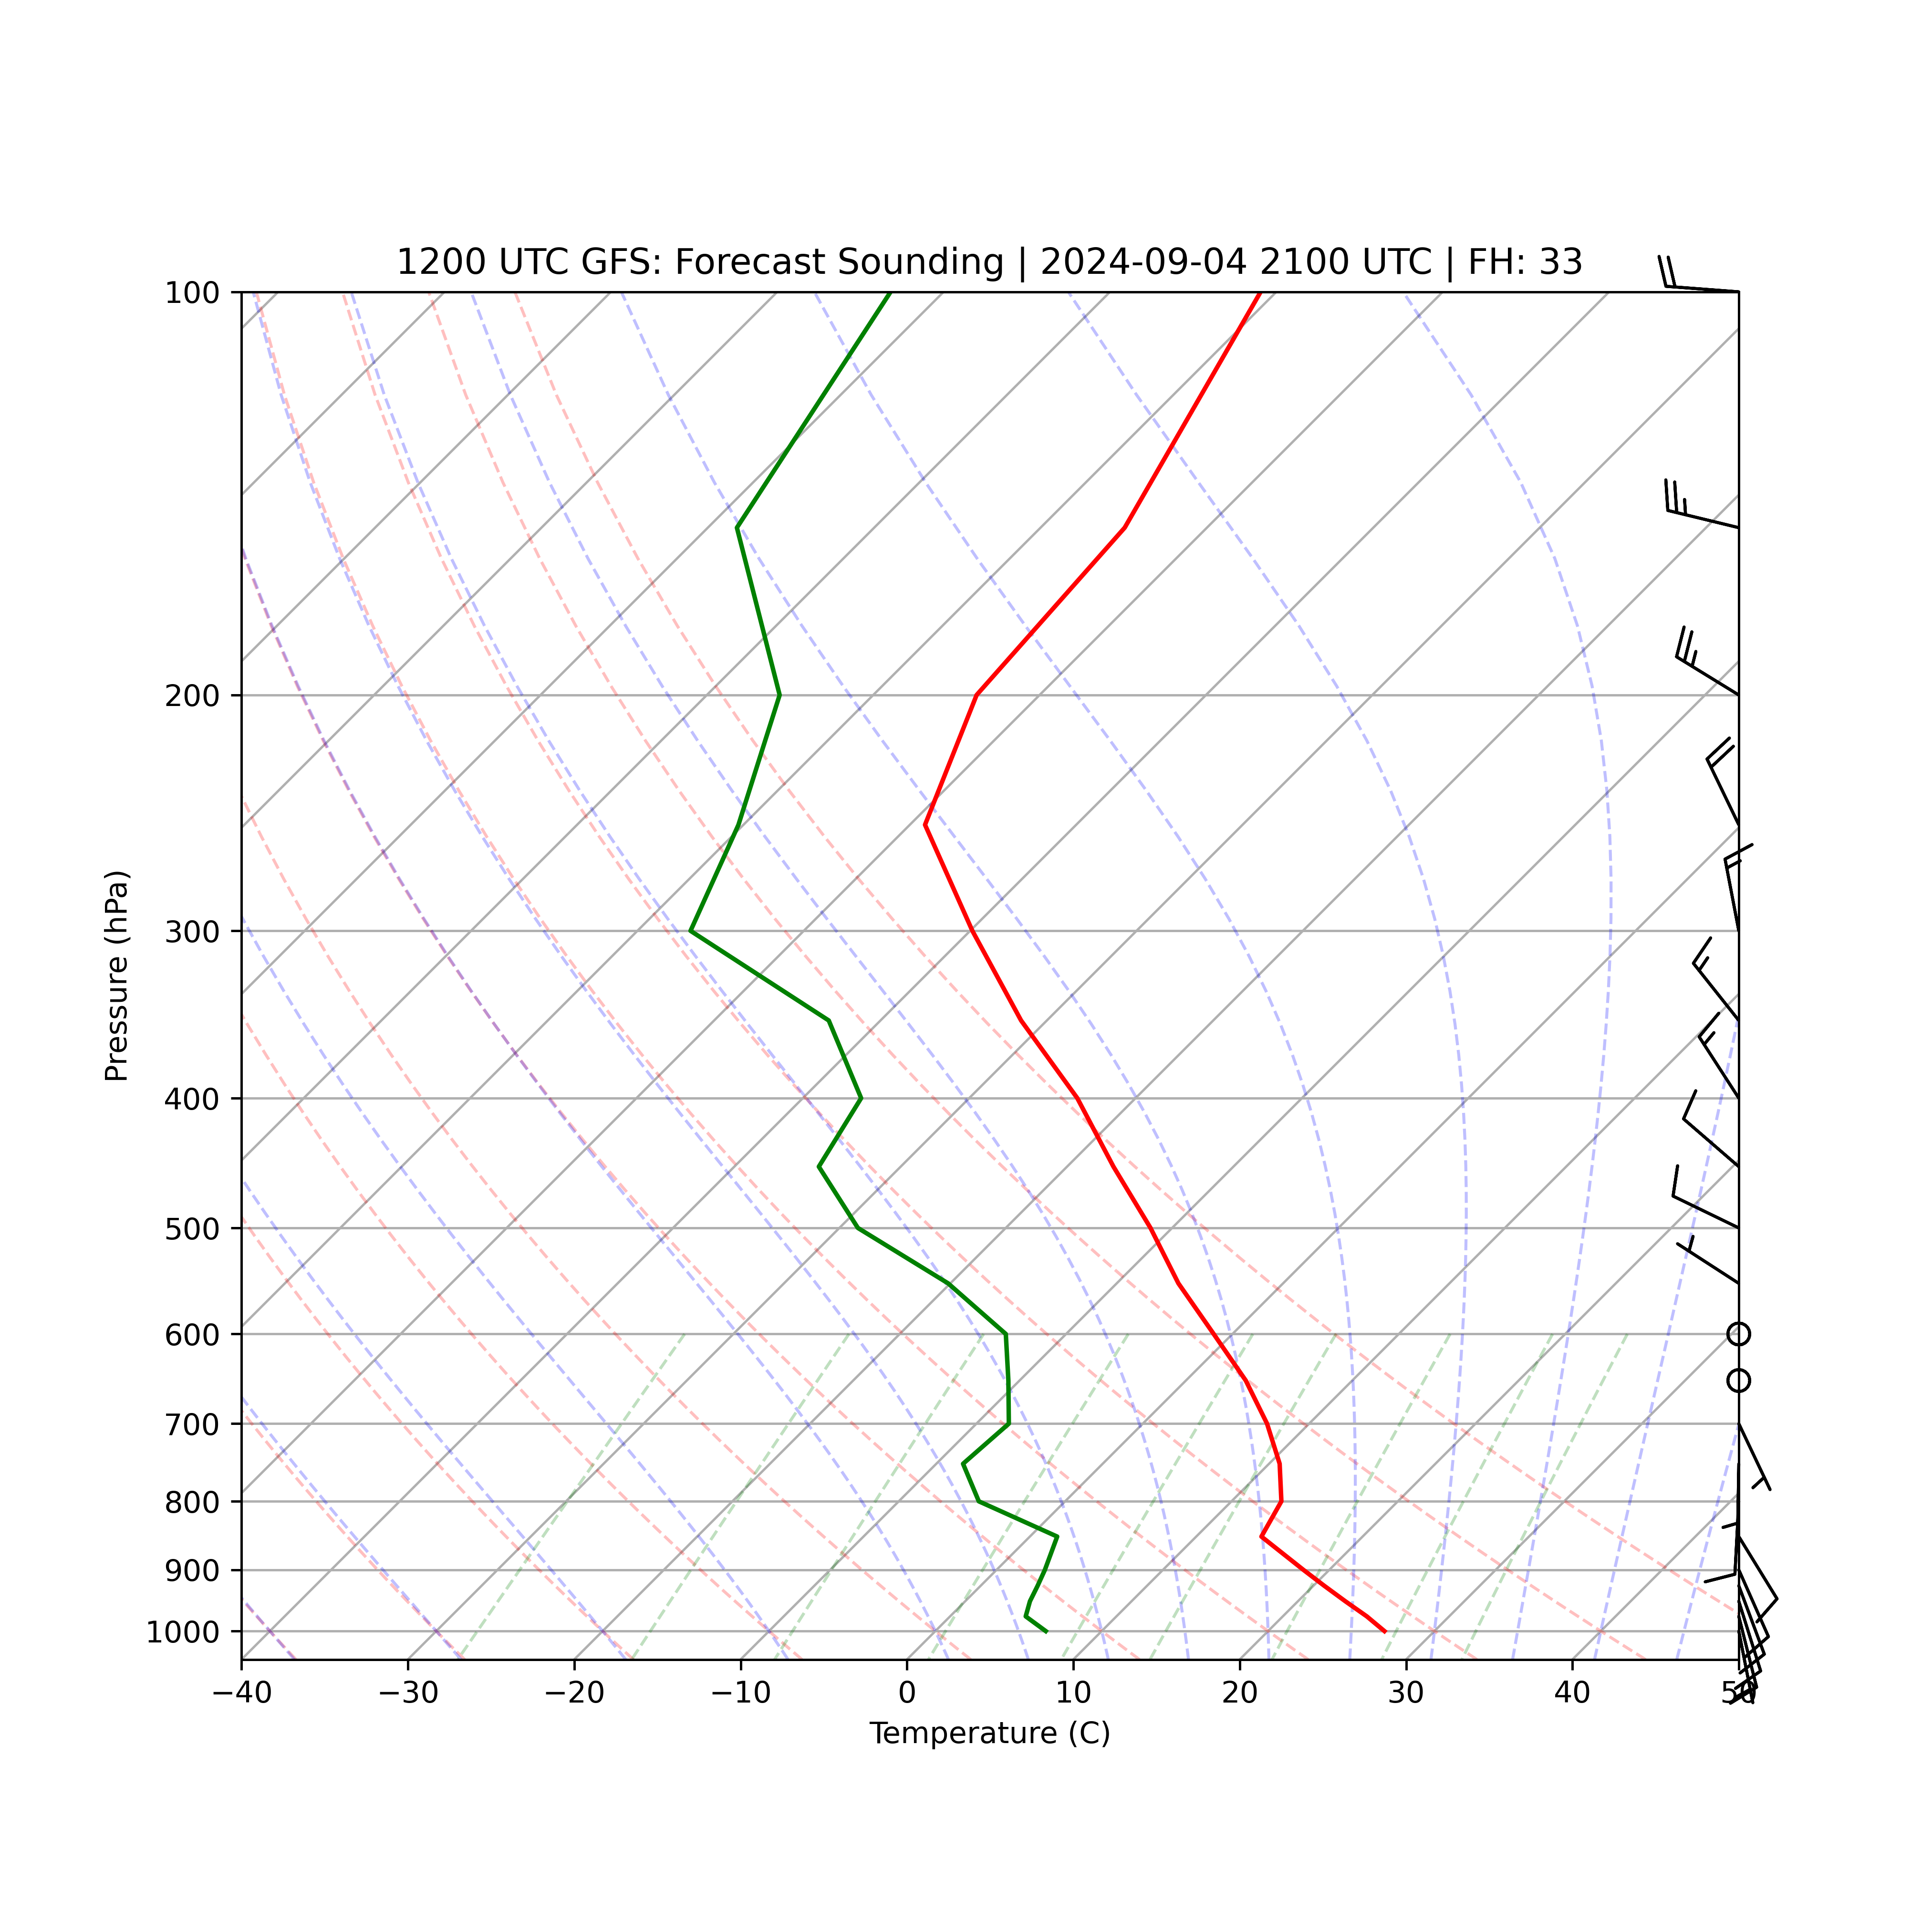 1200 UTC GFS: Forecast Sounding | 2024-09-04 2100 UTC | FH: 33
100
200
300
400
500
600
700
800
900
1000
Pressure (hPa)
−40 −30 −20 −10 0 10 20 30 40 50
Temperature (C)